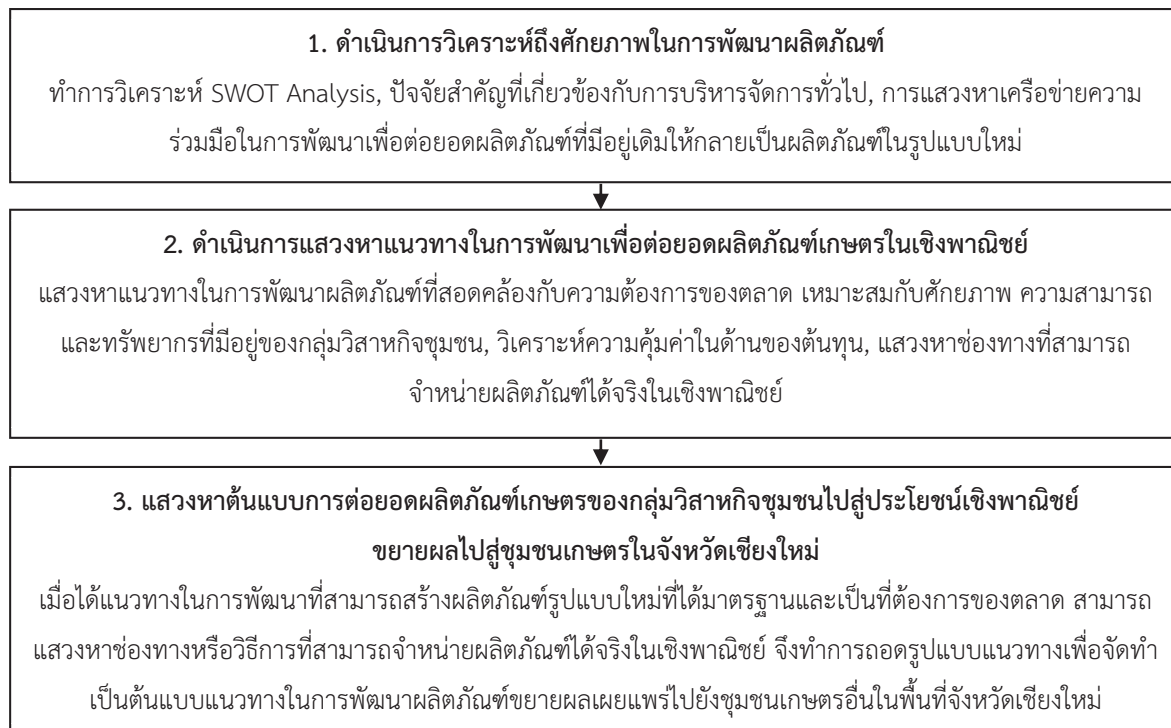 1. ดำเนินการวิเคราะห์ถึงศักยภาพในการพัฒนาผลิตภัณฑ์
ทำการวิเคราะห์ SWOT Analysis, ปัจจัยสำคัญที่เกี่ยวข้องกับการบริหารจัดการทั่วไป, การแสวงหาเครือข่ายความ
ร่วมมือในการพัฒนาเพื่อต่อยอดผลิตภัณฑ์ที่มีอยู่เดิมให้กลายเป็นผลิตภัณฑ์ในรูปแบบใหม่
2. ดำเนินการแสวงหาแนวทางในการพัฒนาเพื่อต่อยอดผลิตภัณฑ์เกษตรในเชิงพาณิชย์
แสวงหาแนวทางในการพัฒนาผลิตภัณฑ์ที่สอดคล้องกับความต้องการของตลาด เหมาะสมกับศักยภาพ ความสามารถ
และทรัพยากรที่มีอยู่ของกลุ่มวิสาหกิจชุมชน, วิเคราะห์ความคุ้มค่าในด้านของต้นทุน, แสวงหาช่องทางที่สามารถ
จำหน่ายผลิตภัณฑ์ได้จริงในเชิงพาณิชย์
3. แสวงหาต้นแบบการต่อยอดผลิตภัณฑ์เกษตรของกลุ่มวิสาหกิจชุมชนไปสู่ประโยชน์เชิงพาณิชย์
ขยายผลไปสู่ชุมชนเกษตรในจังหวัดเชียงใหม่
เมื่อได้แนวทางในการพัฒนาที่สามารถสร้างผลิตภัณฑ์รูปแบบใหม่ที่ได้มาตรฐานและเป็นที่ต้องการของตลาด สามารถ
แสวงหาช่องทางหรือวิธีการที่สามารถจำหน่ายผลิตภัณฑ์ได้จริงในเชิงพาณิชย์ จึงทำการถอดรูปแบบแนวทางเพื่อจัดทำ
เป็นต้นแบบแนวทางในการพัฒนาผลิตภัณฑ์ขยายผลเผยแพร่ไปยังชุมชนเกษตรอื่นในพื้นที่จังหวัดเชียงใหม่